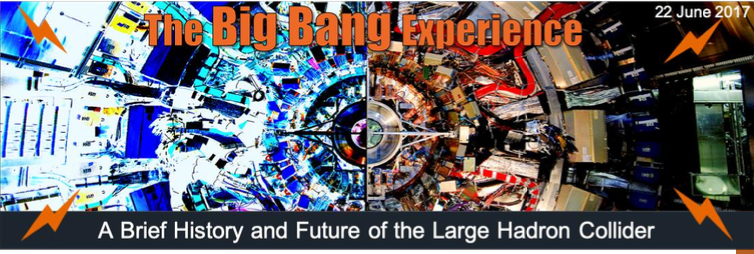 22 June 2017
The Big Bang Experience
A Brief History and Future of the Large Hadron Collider